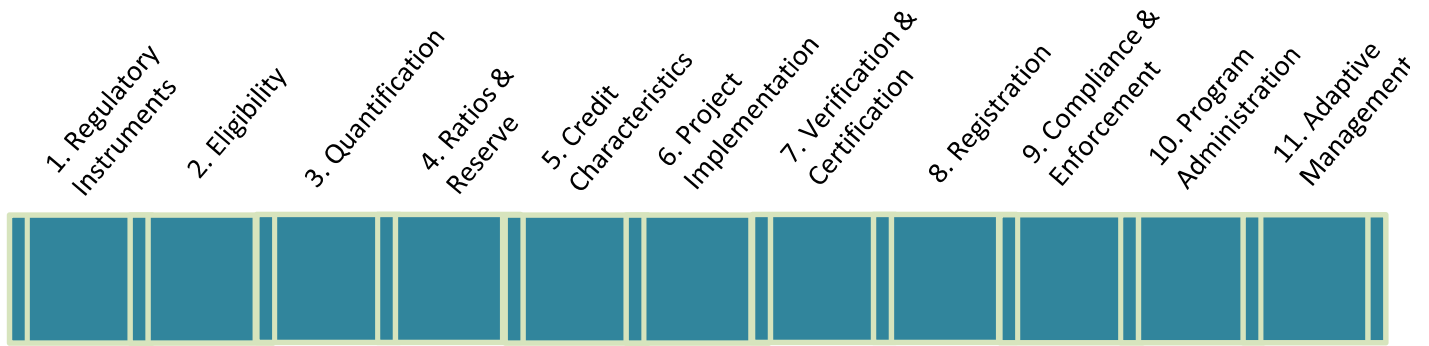 1. Regulatory
Instruments
2. Eligibility
3. Quantification
4. Ratios &
Reserve
5. Credit
Characteristics
6. Project
Implementation
7. Verification &
Certification
8. Registration
9. Compliance &
Enforcement
10. Program
Administration
11. Adaptive
Management